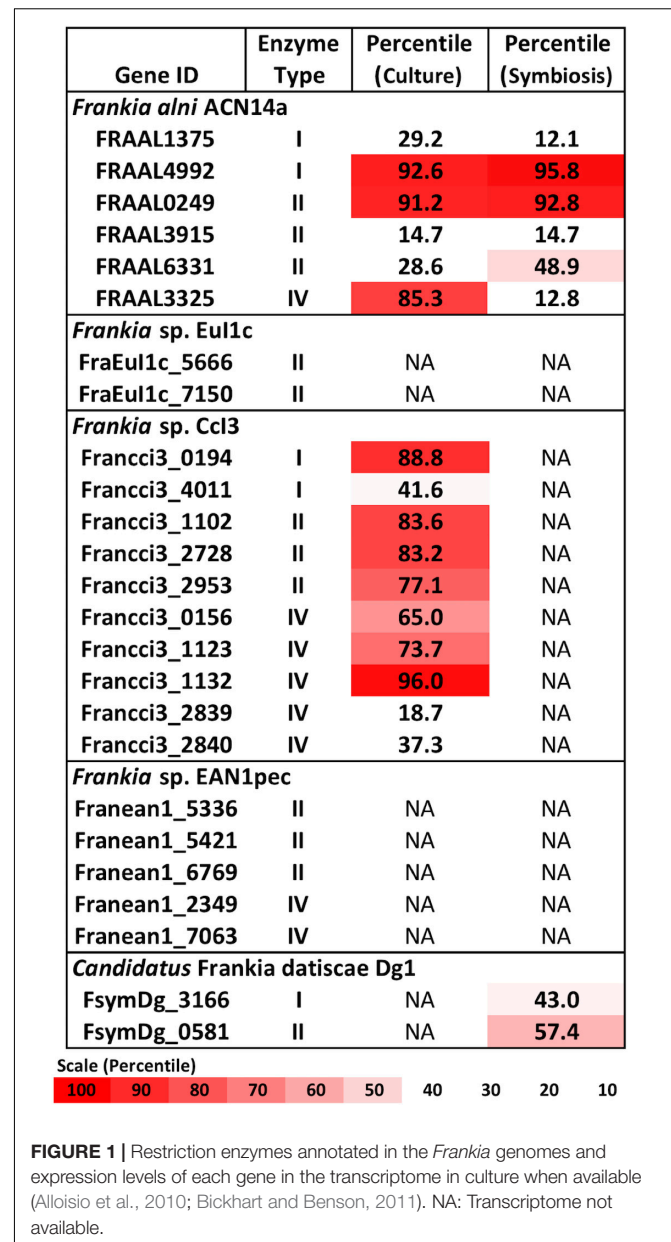 Gene ID Enzyme Type Percentile (Culture) Percentile (Symbiosis)
Frankia alni ACN14a
FRAAL1375 I 29.2 12.1
FRAAL4992 I 92.6 95.8
FRAAL0249 II 91.2 92.8
FRAAL3915 II 14.7 14.7
FRAAL6331 II 28.6 48.9
FRAAL3325 IV 85.3 12.8
Frankia sp. EuI1c
FraEuI1c_5666 II NA NA
FraEuI1c_7150 II NA NA
Frankia sp. CcI3
Francci3_0194 I 88.8 NA
Francci3_4011 I 41.6 NA
Francci3_1102 II 83.6 NA
Francci3_2728 II 83.2 NA
Francci3_2953 II 77.1 NA
Francci3_0156 IV 65.0 NA
Francci3_1123 IV 73.7 NA
Francci3_1132 IV 96.0 NA
Francci3_2839 IV 18.7 NA
Francci3_2840 IV 37.3 NA
Frankia sp. EAN1pec
Franean1_5336 II NA NA
Franean1_5421 II NA NA
Franean1_6769 II NA NA
Franean1_2349 IV NA NA
Franean1_7063 IV NA NA
Candidatus Frankia datiscae Dg1
FsymDg_3166 I NA 43.0
FsymDg_0581 II NA 57.4
Scale (Percentile)
100 90 80 70 60 50 40 30 20 10
FIGURE 1 | Restriction enzymes annotated in the Frankia genomes and
expression levels of each gene in the transcriptome in culture when available
(Alloisio et al., 2010; Bickhart and Benson, 2011). NA: Transcriptome not
available.